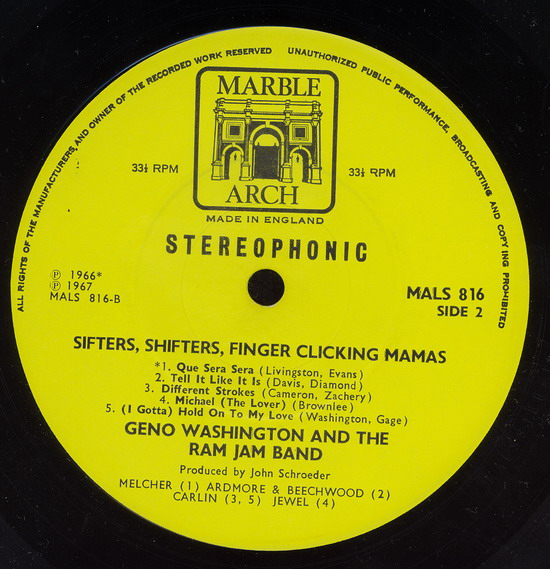 ALL RIGHTS OF THE MANUFACTURERS AND OWNER OF THE RECORDED WORK RESERVED
UNAUTHORIZED PUBLIC PERFORMANCE, BROADCASTING AND COPYING PROHIBITED
MARBLE
ARCH
33⅓ RPM
33⅓ RPM
MADE IN ENGLAND
STEREOPHONIC
Ⓟ 1966*
Ⓟ 1967
MALS 816-B
MALS 816
SIDE 2
SIFTERS, SHIFTERS, FINGER CLICKING MAMAS
*1. Que Sera Sera (Livingston, Evans)
2. Tell It Like It Is (Davis, Diamond)
3. Different Strokes (Cameron, Zachery)
4. Michael (The Lover) (Brownlee)
5. (I Gotta) Hold On To My Love (Washington, Gage)
GENO WASHINGTON AND THE
RAM JAM BAND
Produced by John Schroeder
MELCHER (1) ARDMORE & BEECHWOOD (2)
CARLIN (3, 5) JEWEL (4)